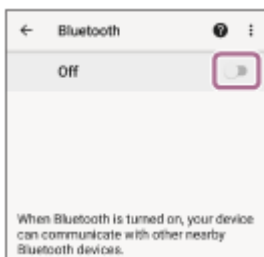 Bluetooth
Off
When Bluetooth is turned on, your device
can communicate with other nearby
Bluetooth devices.